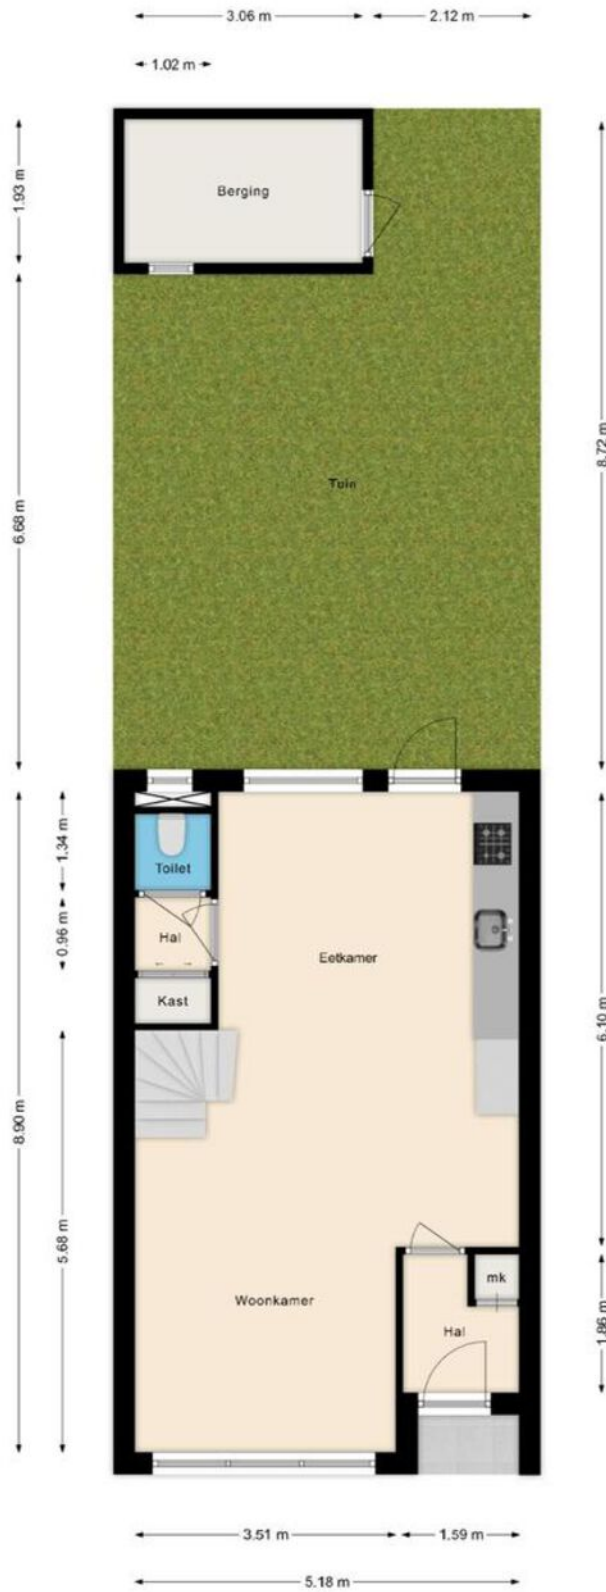 3.06 m
2.12 m
1.02 m
1.93 m
Berging
6.68 m
8.72 m
Tuin
1.34 m
Toilet
0.96 m
Hal
Eetkamer
Kast
6.10 m
8.90 m
5.68 m
mk
Woonkamer
Hal
1.86 m
3.51 m
1.59 m
5.18 m